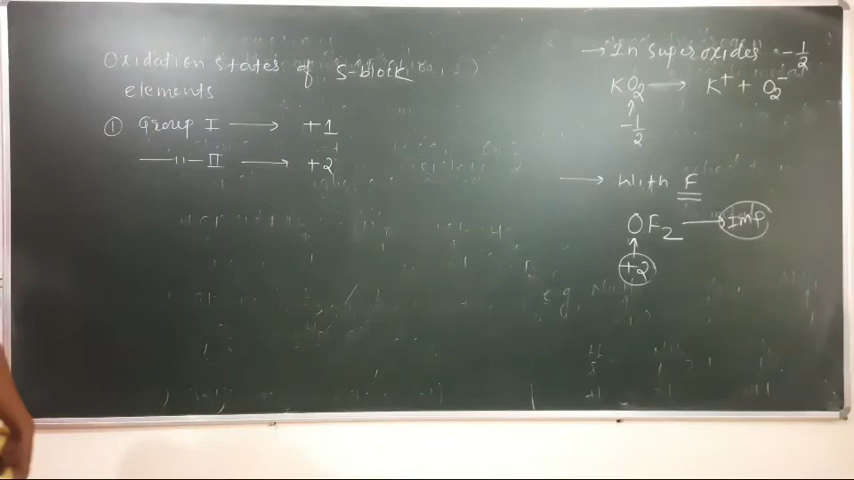 Oxidation states of s-block
elements
① Group I → +1
—〃— II → +2
→ In superoxides -1/2
KO₂ → K⁺ + O₂⁻
↑
-1/2
→ With F
OF₂ → Imp
↑
+2
e.g.